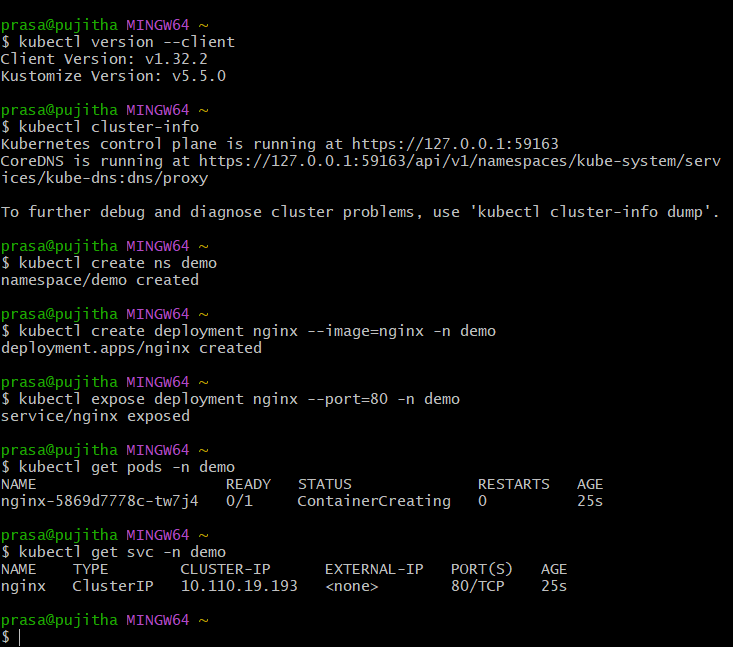 prasa@pujitha MINGW64 ~
$ kubectl version --client
Client Version: v1.32.2
Kustomize Version: v5.5.0
prasa@pujitha MINGW64 ~
$ kubectl cluster-info
Kubernetes control plane is running at https://127.0.0.1:59163
CoreDNS is running at https://127.0.0.1:59163/api/v1/namespaces/kube-system/serv
ices/kube-dns:dns/proxy
To further debug and diagnose cluster problems, use 'kubectl cluster-info dump'.
prasa@pujitha MINGW64 ~
$ kubectl create ns demo
namespace/demo created
prasa@pujitha MINGW64 ~
$ kubectl create deployment nginx --image=nginx -n demo
deployment.apps/nginx created
prasa@pujitha MINGW64 ~
$ kubectl expose deployment nginx --port=80 -n demo
service/nginx exposed
prasa@pujitha MINGW64 ~
$ kubectl get pods -n demo
NAME                     READY   STATUS              RESTARTS   AGE
nginx-5869d7778c-tw7j4   0/1     ContainerCreating   0          25s
prasa@pujitha MINGW64 ~
$ kubectl get svc -n demo
NAME    TYPE        CLUSTER-IP      EXTERNAL-IP   PORT(S)   AGE
nginx   ClusterIP   10.110.19.193   <none>        80/TCP    25s
prasa@pujitha MINGW64 ~
$